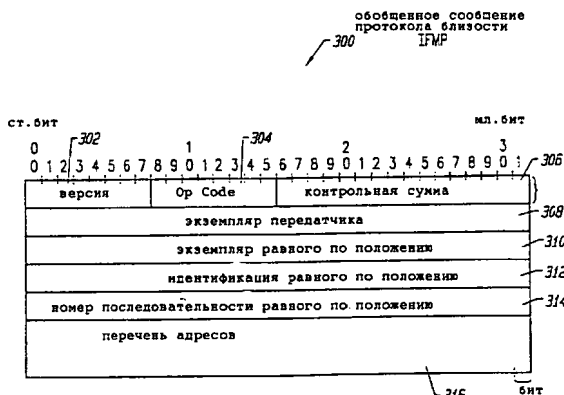 обобщенное сообщение
протокола близости
IFMP
300
ст.бит
302
304
мл.бит
0 1 2 3
0 1 2 3 4 5 6 7 8 9 0 1 2 3 4 5 6 7 8 9 0 1 2 3 4 5 6 7 8 9 0 1
306
версия Op Code контрольная сумма
308
экземпляр передатчика
310
экземпляр равного по положению
312
идентификация равного по положению
314
номер последовательности равного по положению
перечень адресов
316
бит